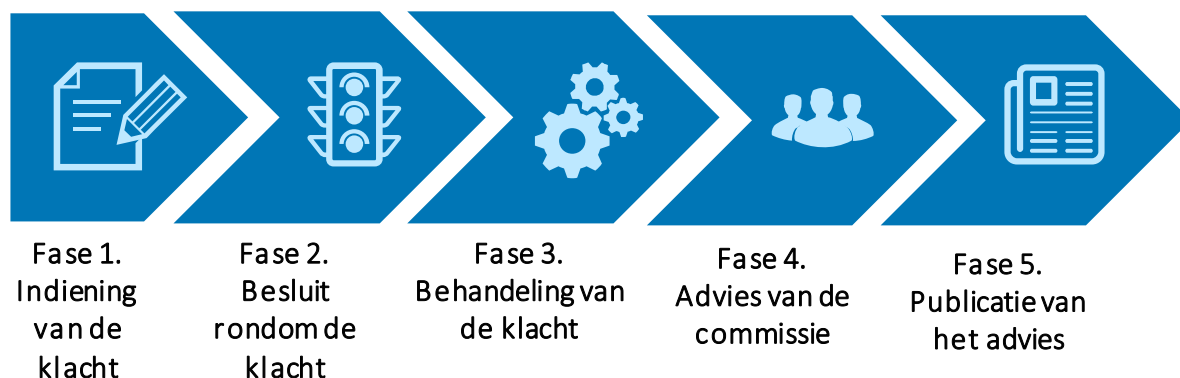 Fase 1.
Indiening
van de
klacht
Fase 2.
Besluit
rondom de
klacht
Fase 3.
Behandeling van
de klacht
Fase 4.
Advies van de
commissie
Fase 5.
Publicatie van
het advies